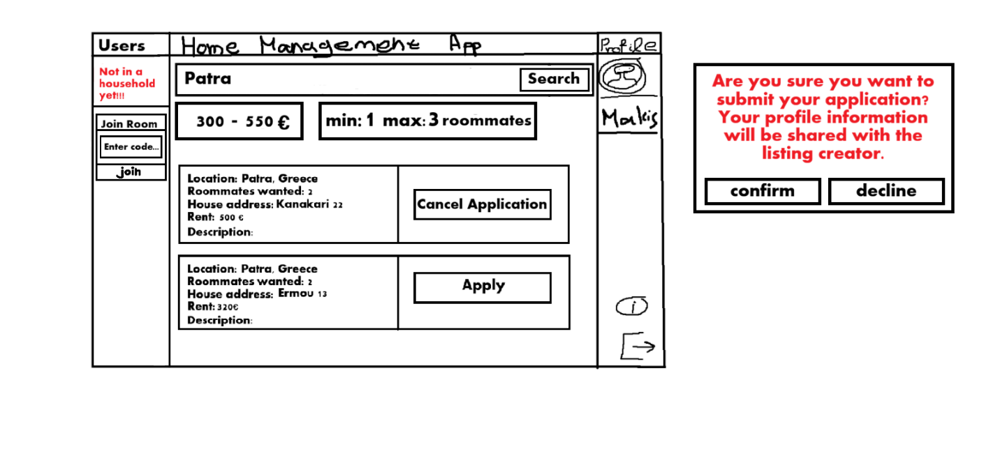 Users
Home Management App
Profile
Not in a
household
yet!!!
Join Room
Enter code...
join
Patra
Search
300 - 550 €
min: 1 max: 3 roommates
Location: Patra, Greece
Roommates wanted: 2
House address: Kanakari 22
Rent: 500 €
Description:
Cancel Application
Location: Patra, Greece
Roommates wanted: 2
House address: Ermou 13
Rent: 320€
Description:
Apply
Makis
i
Are you sure you want to
submit your application?
Your profile information
will be shared with the
listing creator.
confirm
decline